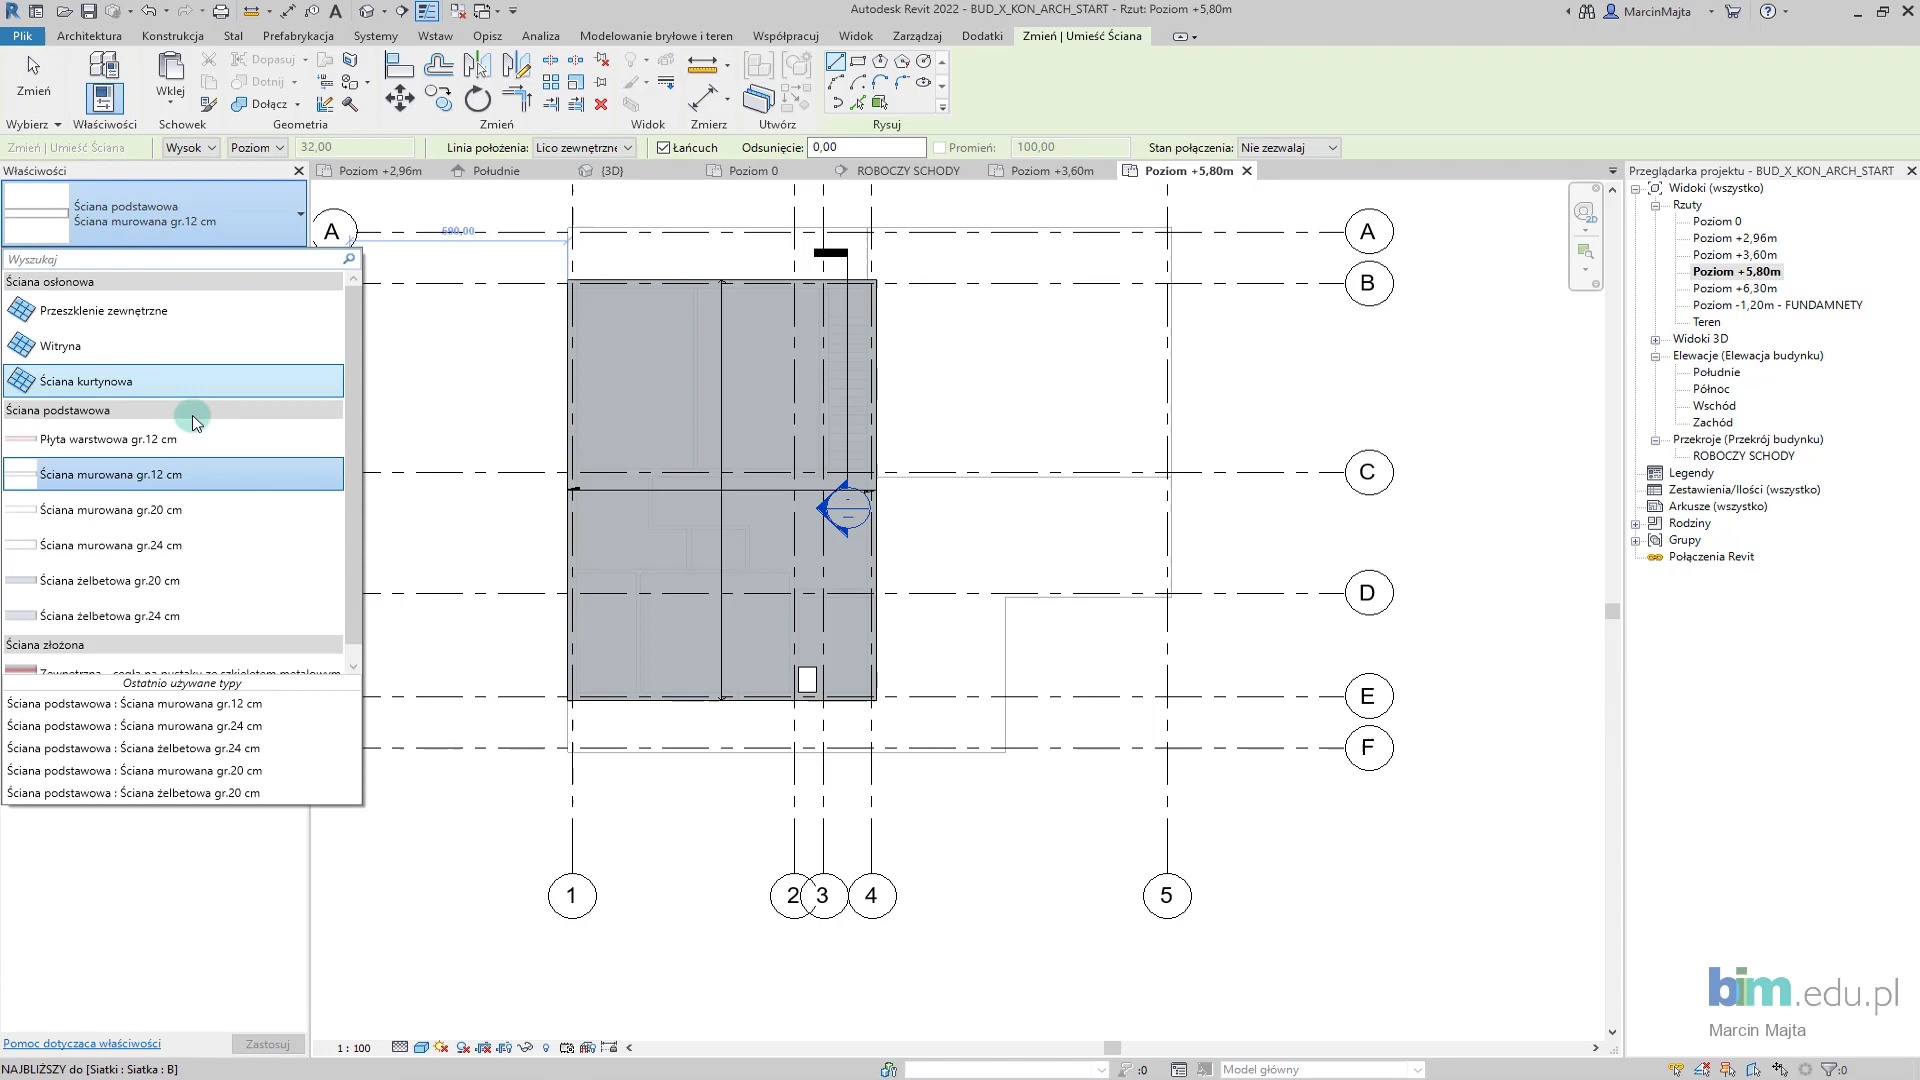 Autodesk Revit 2022 - BUD_X_KON_ARCH_START - Rzut: Poziom +5,80m
MarcinMajta
Plik Architektura Konstrukcja Stal Prefabrykacja Systemy Wstaw Opisz Analiza Modelowanie bryłowe i teren Współpracuj Widok Zarządzaj Dodatki Zmień | Umieść Ściana
Zmień
Wklej
Dopasuj
Dotnij
Dołącz
Wybierz Właściwości Schowek Geometria Zmień Widok Zmierz Utwórz Rysuj
Zmień | Umieść Ściana
Wysok
Poziom
32,00
Linia położenia: Lico zewnętrzne
Łańcuch
Odsunięcie: 0,00
Promień: 100,00
Stan połączenia: Nie zezwalaj
Właściwości
Poziom +2,96m Południe {3D} Poziom 0 ROBOCZY SCHODY Poziom +3,60m Poziom +5,80m
Przeglądarka projektu - BUD_X_KON_ARCH_START
Ściana podstawowa
Ściana murowana gr.12 cm
Wyszukaj
Ściana osłonowa
Przeszklenie zewnętrzne
Witryna
Ściana kurtynowa
Ściana podstawowa
Płyta warstwowa gr.12 cm
Ściana murowana gr.12 cm
Ściana murowana gr.20 cm
Ściana murowana gr.24 cm
Ściana żelbetowa gr.20 cm
Ściana żelbetowa gr.24 cm
Ściana złożona
Zewnętrzna - cegła na pustaku ze szkieletem metalowym
Ostatnio używane typy
Ściana podstawowa : Ściana murowana gr.12 cm
Ściana podstawowa : Ściana murowana gr.24 cm
Ściana podstawowa : Ściana żelbetowa gr.24 cm
Ściana podstawowa : Ściana murowana gr.20 cm
Ściana podstawowa : Ściana żelbetowa gr.20 cm
Pomoc dotycząca właściwości
Zastosuj
A
A
B
C
D
E
F
1
2
3
4
5
2D
Widoki (wszystko)
Rzuty
Poziom 0
Poziom +2,96m
Poziom +3,60m
Poziom +5,80m
Poziom +6,30m
Poziom -1,20m - FUNDAMNETY
Teren
Widoki 3D
Elewacje (Elewacja budynku)
Południe
Północ
Wschód
Zachód
Przekroje (Przekrój budynku)
ROBOCZY SCHODY
Legendy
Zestawienia/Ilości (wszystko)
Arkusze (wszystko)
Rodziny
Grupy
Połączenia Revit
bim.edu.pl
Marcin Majta
1 : 100
NAJBLIŻSZY do [Siatki : Siatka : B]
:0
Model główny
:0